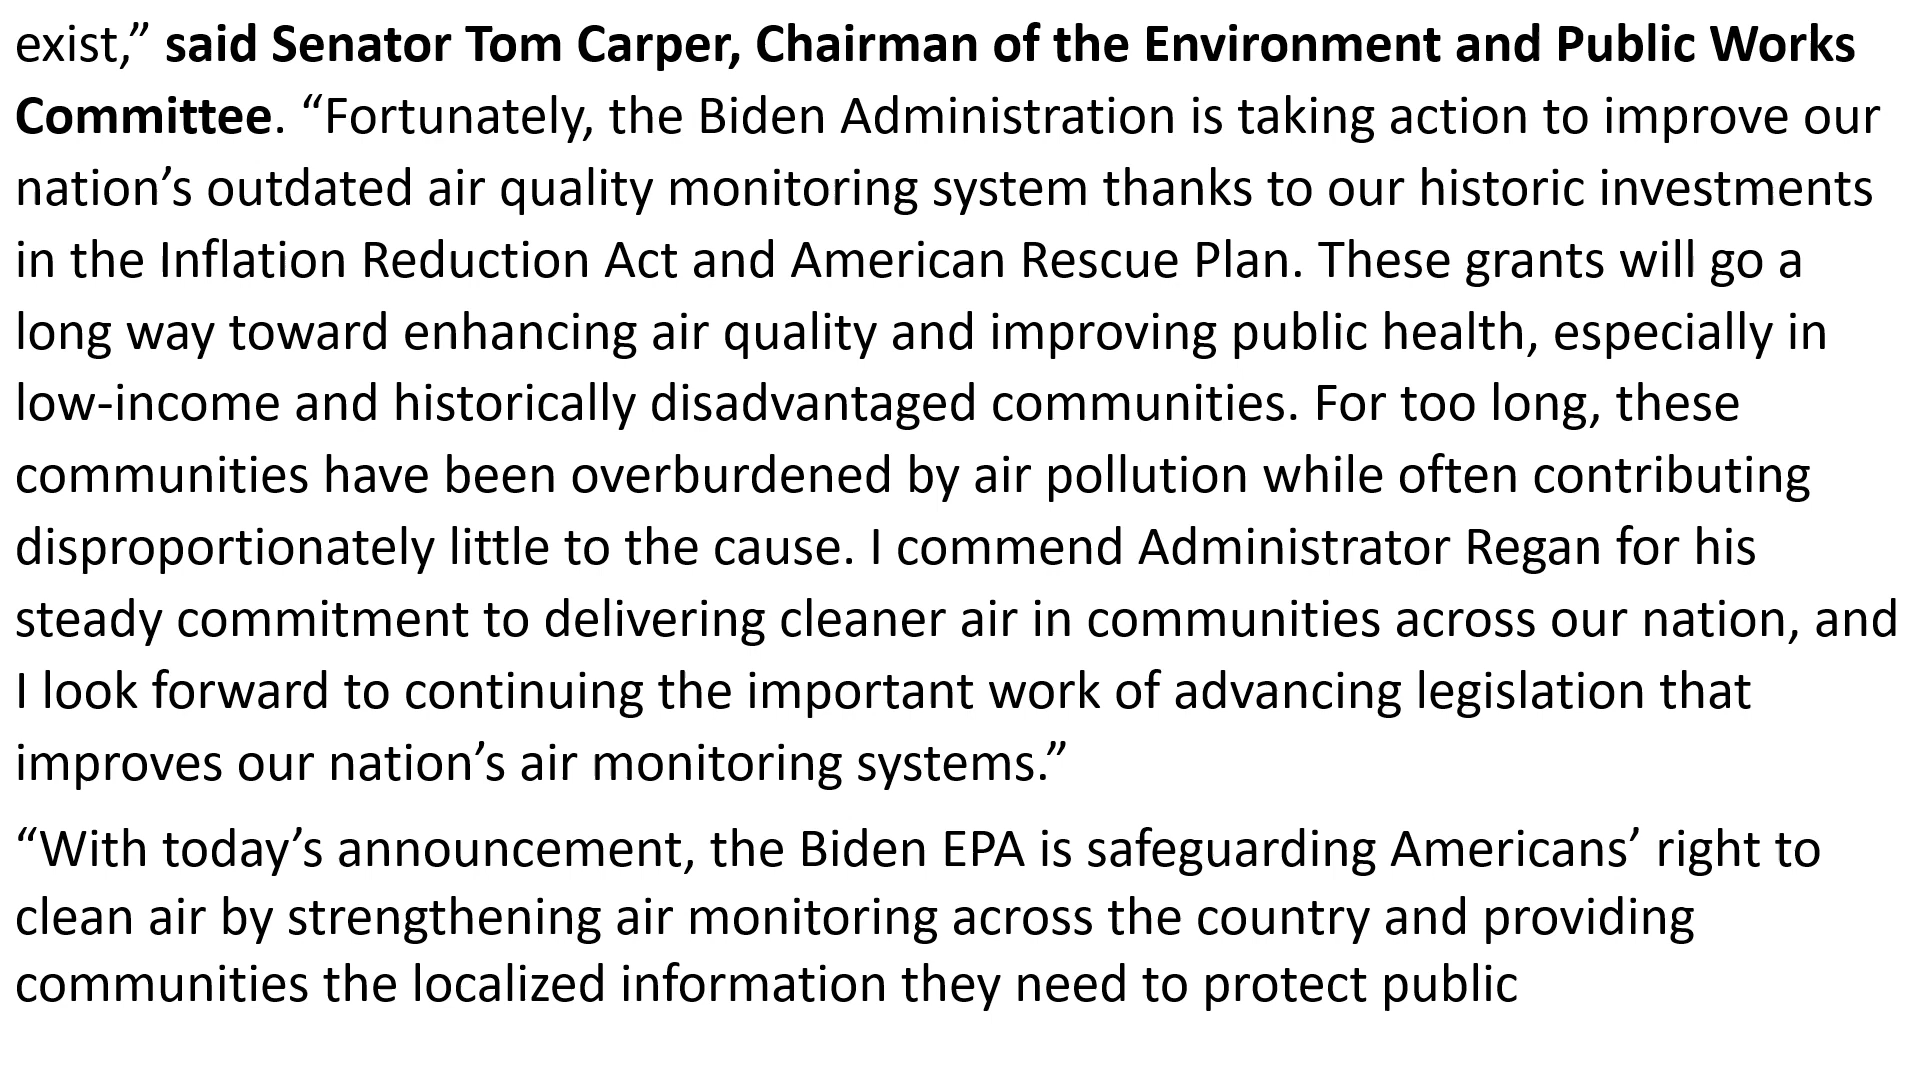 exist,” said Senator Tom Carper, Chairman of the Environment and Public Works
Committee. “Fortunately, the Biden Administration is taking action to improve our
nation’s outdated air quality monitoring system thanks to our historic investments
in the Inflation Reduction Act and American Rescue Plan. These grants will go a
long way toward enhancing air quality and improving public health, especially in
low-income and historically disadvantaged communities. For too long, these
communities have been overburdened by air pollution while often contributing
disproportionately little to the cause. I commend Administrator Regan for his
steady commitment to delivering cleaner air in communities across our nation, and
I look forward to continuing the important work of advancing legislation that
improves our nation’s air monitoring systems.”
“With today’s announcement, the Biden EPA is safeguarding Americans’ right to
clean air by strengthening air monitoring across the country and providing
communities the localized information they need to protect public